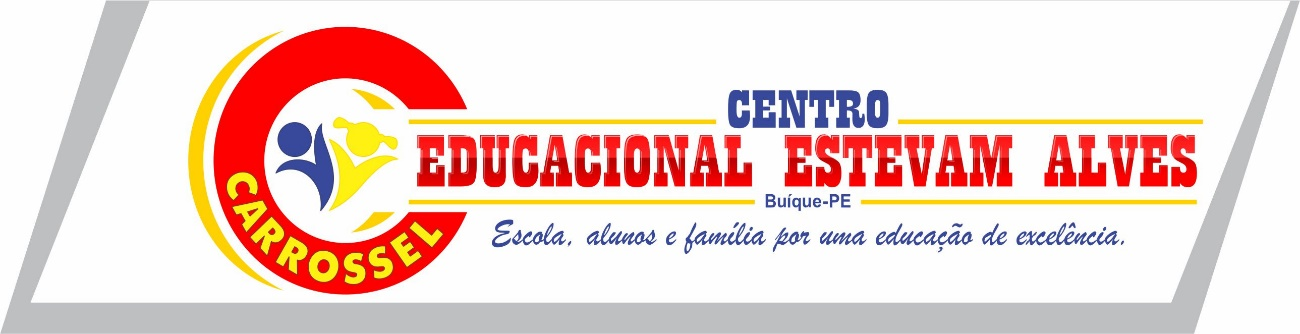 CARROSSEL
CENTRO
EDUCACIONAL ESTEVAM ALVES
Buíque-PE
Escola, alunos e família por uma educação de excelência.